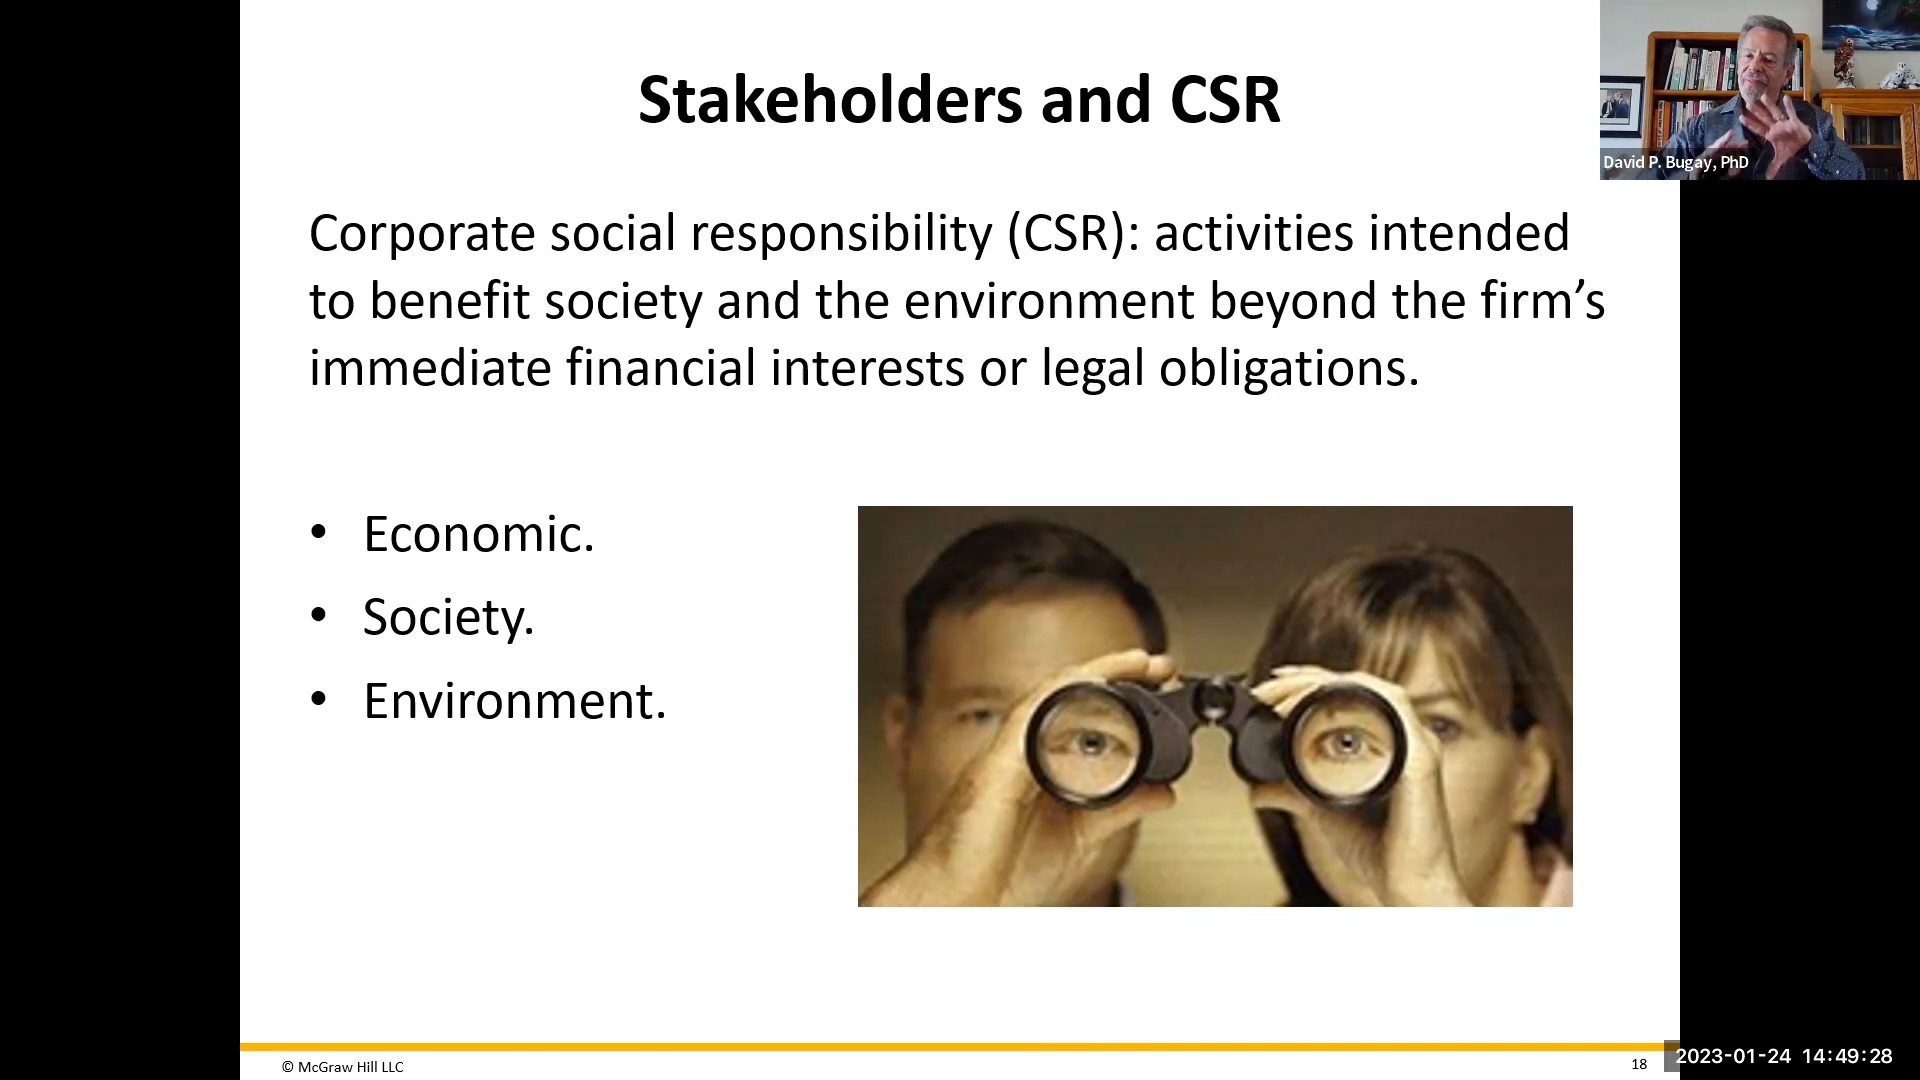 Stakeholders and CSR
David P. Bugay, PhD
Corporate social responsibility (CSR): activities intended
to benefit society and the environment beyond the firm’s
immediate financial interests or legal obligations.
• Economic.
• Society.
• Environment.
© McGraw Hill LLC
18
2023-01-24 14:49:28